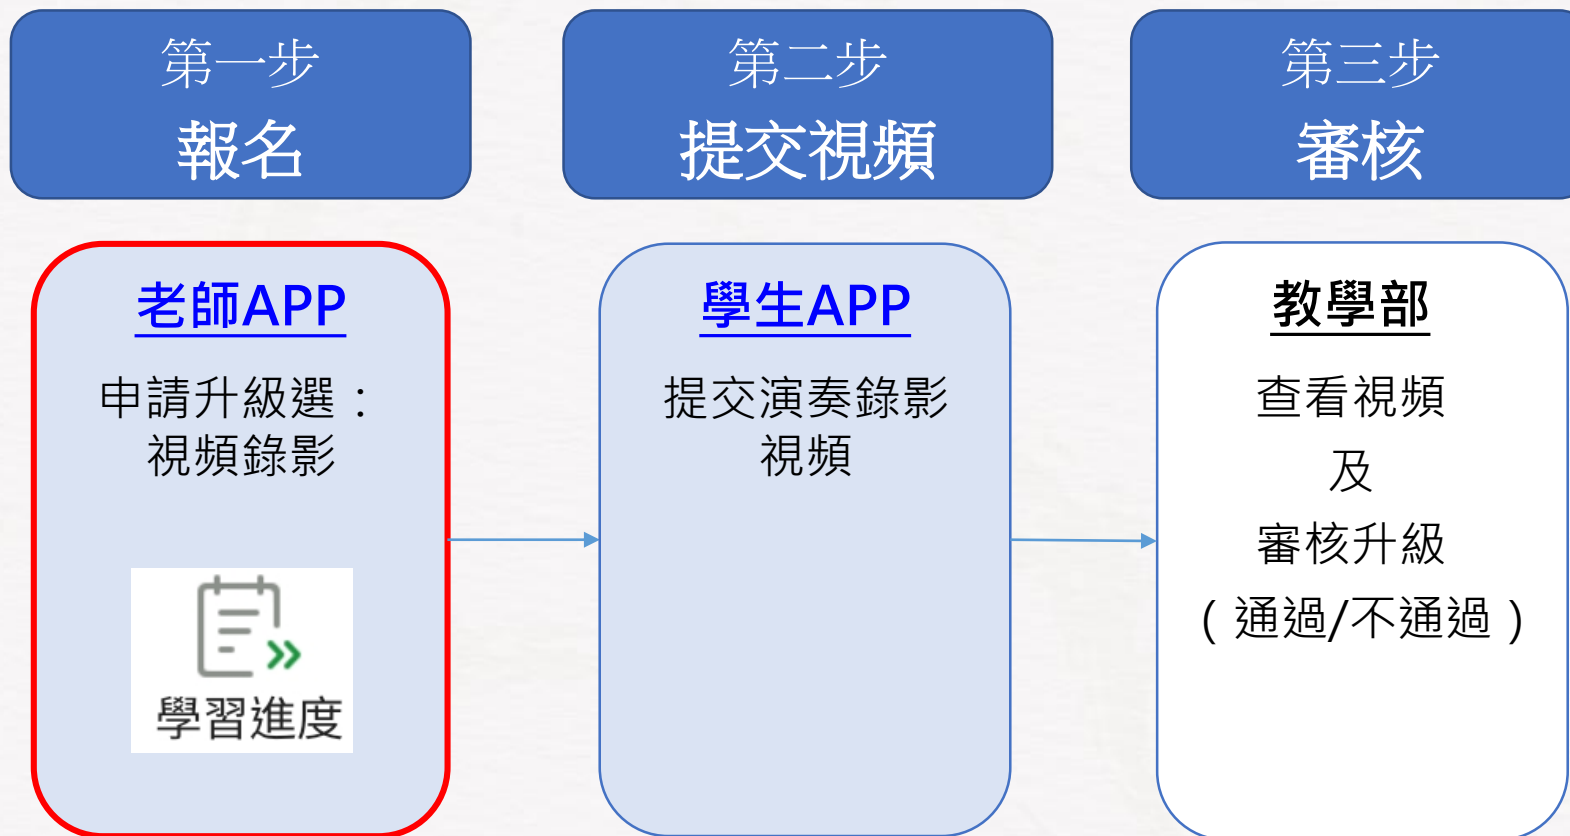 第一步
報名
第二步
提交視頻
第三步
審核
老師APP
申請升級選：
視頻錄影
學習進度
學生APP
提交演奏錄影
視頻
教學部
查看視頻
及
審核升級
（通過/不通過）